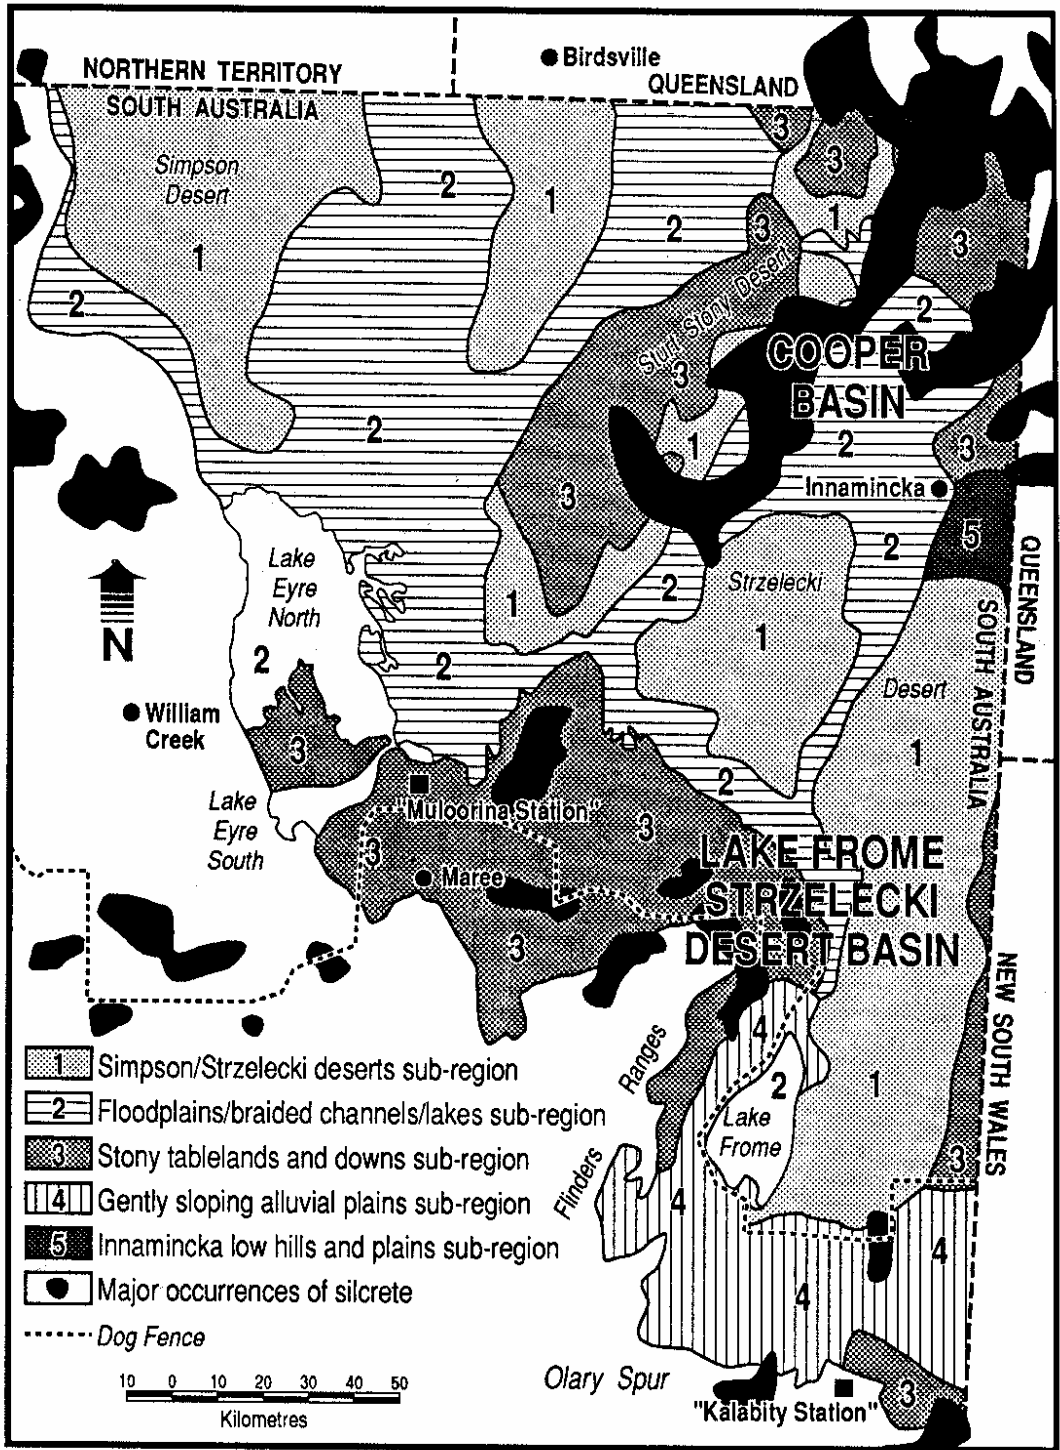 Birdsville
NORTHERN TERRITORY
QUEENSLAND
SOUTH AUSTRALIA
3
Simpson
Desert
3
2
1
1
3
2
3
1
2
2
Sturt Stony Desert
COOPER
BASIN
3
2
1
2
3
Innamincka
3
5
2
QUEENSLAND
Lake
Eyre
North
Strzelecki
2
1
1
SOUTH AUSTRALIA
N
2
2
Desert
William
Creek
3
1
2
"Muloorina Station"
Lake
Eyre
South
3
3
LAKE FROME
STRZELECKI
DESERT BASIN
Maree
3
NEW SOUTH WALES
4
Ranges
2
1
Lake
Frome
3
Flinders
4
4
4
1 Simpson/Strzelecki deserts sub-region
2 Floodplains/braided channels/lakes sub-region
3 Stony tablelands and downs sub-region
4 Gently sloping alluvial plains sub-region
5 Innamincka low hills and plains sub-region
Major occurrences of silcrete
Dog Fence
10 0 10 20 30 40 50
Kilometres
Olary Spur
3
"Kalabity Station"